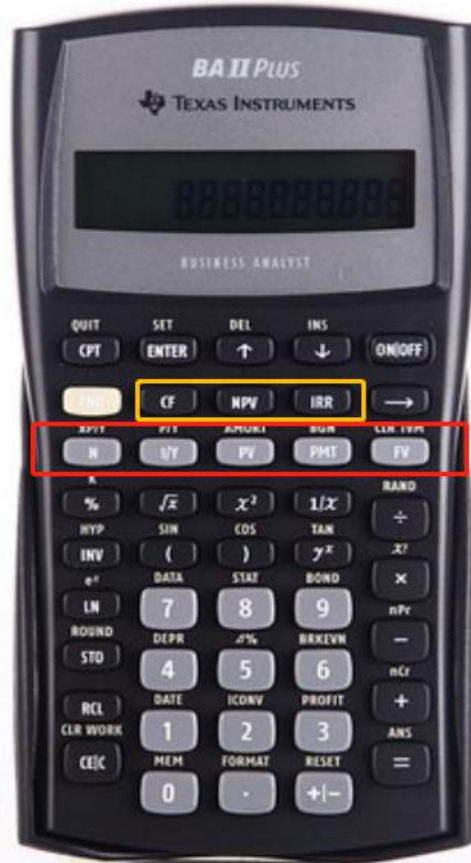 BA II PLUS
TEXAS INSTRUMENTS
BUSINESS ANALYST
QUIT SET DEL INS
CPT ENTER ↑ ↓ ON|OFF
2ND CF NPV IRR →
xP/Y P/Y AMORT BGN CLR TVM
N I/Y PV PMT FV
K RAND
% √x x² 1/x ÷
HYP SIN COS TAN x!
INV ( ) yˣ ×
eˣ DATA STAT BOND nPr
LN 7 8 9 −
ROUND DEPR Δ% BRKEVN nCr
STO 4 5 6 +
DATE ICONV PROFIT
RCL 1 2 3
CLR WORK MEM FORMAT RESET ANS
CE|C 0 . +|− =